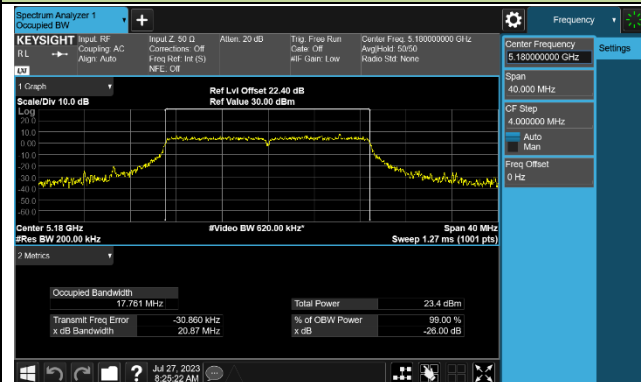 Spectrum Analyzer 1
Occupied BW
Frequency
KEYSIGHT
RL
LXI
Input: RF
Coupling: AC
Align: Auto
Input Z: 50 Ω
Corrections: Off
Freq Ref: Int (S)
NFE: Off
Atten: 20 dB
Trig: Free Run
Gate: Off
#IF Gain: Low
Center Freq: 5.180000000 GHz
Avg|Hold: 50/50
Radio Std: None
Center Frequency
5.180000000 GHz
Settings
Span
40.000 MHz
CF Step
4.000000 MHz
Auto
Man
Freq Offset
0 Hz
1 Graph
Scale/Div 10.0 dB
Ref Lvl Offset 22.40 dB
Ref Value 30.00 dBm
Log
20.0
10.0
0.00
-10.0
-20.0
-30.0
-40.0
-50.0
-60.0
Center 5.18 GHz
#Res BW 200.00 kHz
#Video BW 620.00 kHz*
Span 40 MHz
Sweep 1.27 ms (1001 pts)
2 Metrics
Occupied Bandwidth
17.761 MHz
Total Power 23.4 dBm
Transmit Freq Error -30.860 kHz
% of OBW Power 99.00 %
x dB Bandwidth 20.87 MHz
x dB -26.00 dB
?
Jul 27, 2023
8:25:22 AM